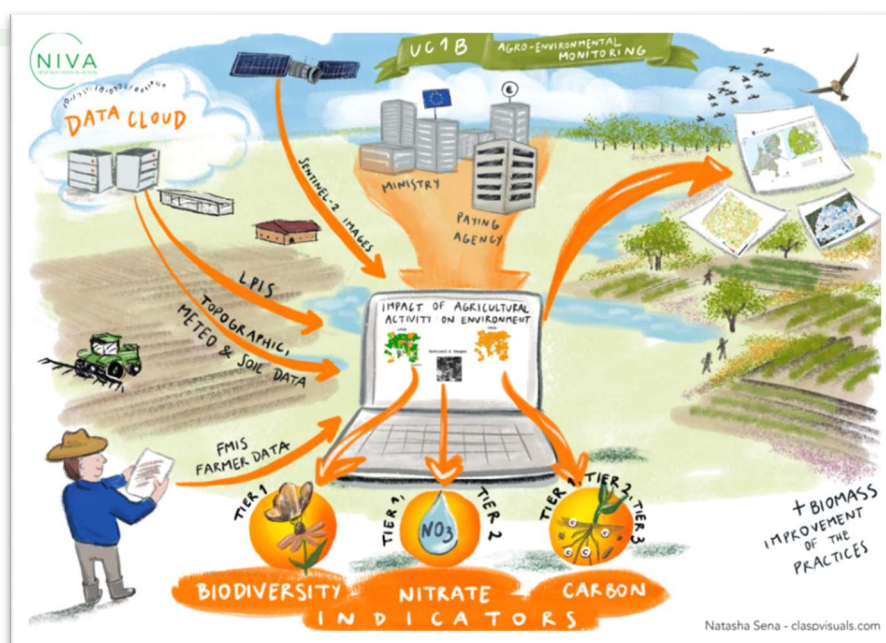 NIVA
UC1B
AGRO-ENVIRONMENTAL
MONITORING
€
DATA CLOUD
MINISTRY
PAYING
AGENCY
SENTINEL-2 IMAGES
LPIS
TOPOGRAPHIC,
METEO & SOIL DATA
IMPACT OF AGRICULTURAL
ACTIVITY ON ENVIRONMENT
FMIS
FARMER DATA
TIER 1
TIER 1,
TIER 2
TIER 1, TIER 2, TIER 3
NO3
C
C
C
C
+ BIOMASS
IMPROVEMENT
OF THE
PRACTICES
BIODIVERSITY
NITRATE
CARBON
INDICATORS
Natasha Sena - claspvisuals.com